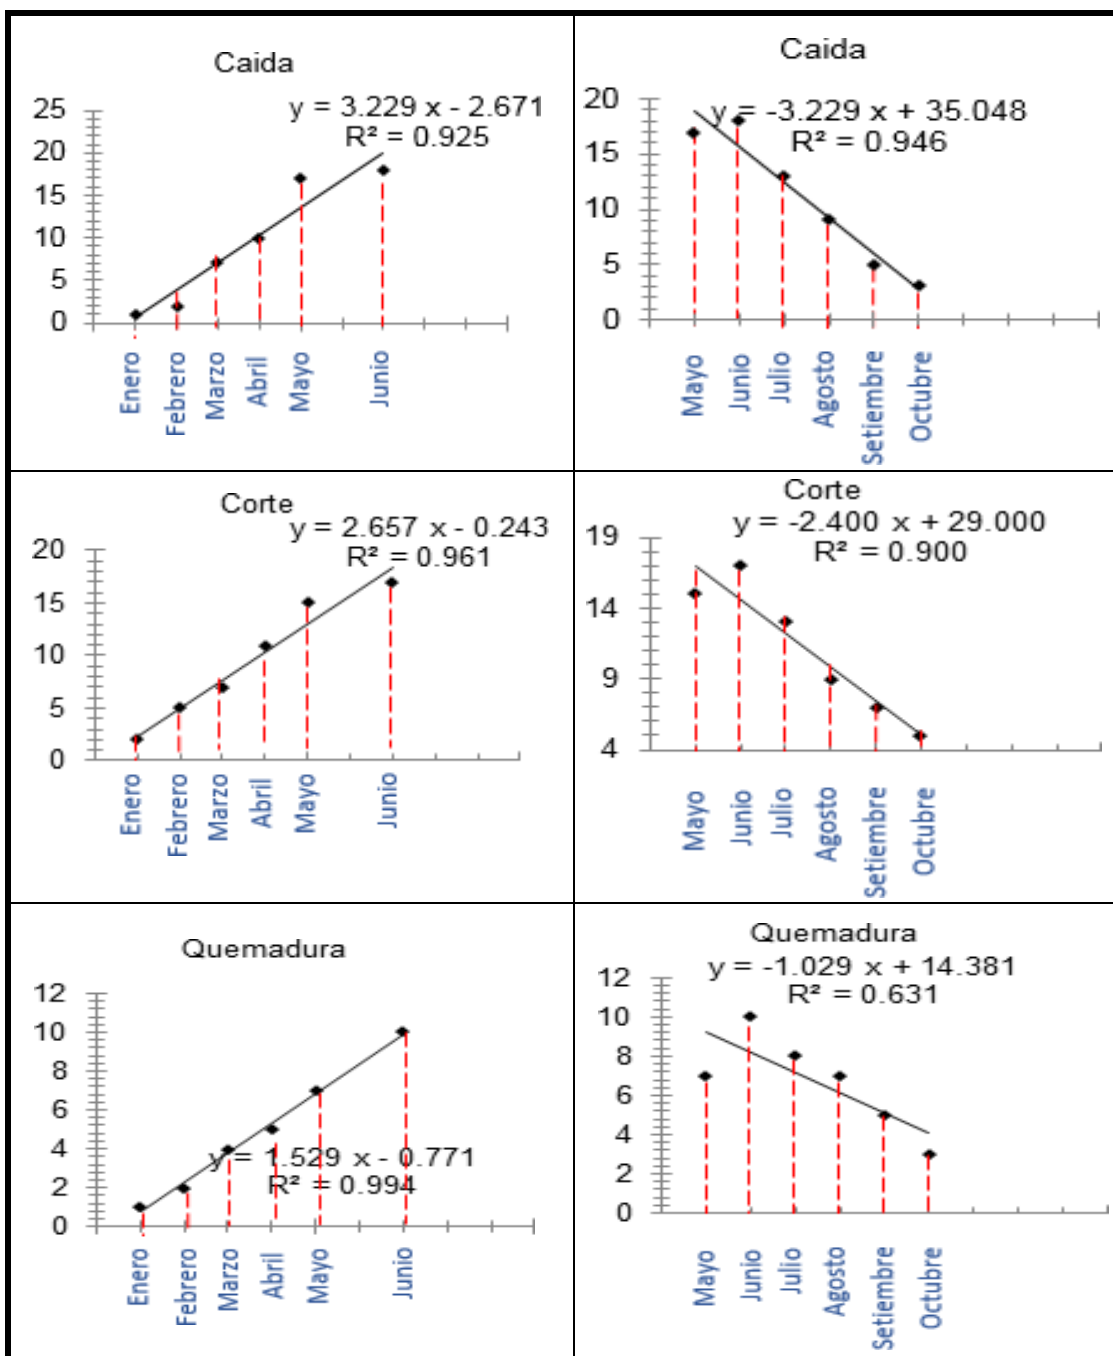 Caida
y = 3.229 x - 2.671
R² = 0.925
25
20
15
10
5
0
Enero
Febrero
Marzo
Abril
Mayo
Junio
Caida
y = -3.229 x + 35.048
R² = 0.946
20
15
10
5
0
Mayo
Junio
Julio
Agosto
Setiembre
Octubre
Corte
y = 2.657 x - 0.243
R² = 0.961
20
15
10
5
0
Enero
Febrero
Marzo
Abril
Mayo
Junio
Corte
y = -2.400 x + 29.000
R² = 0.900
19
14
9
4
Mayo
Junio
Julio
Agosto
Setiembre
Octubre
Quemadura
12
10
8
6
4
2
0
y = 1.529 x - 0.771
R² = 0.994
Enero
Febrero
Marzo
Abril
Mayo
Junio
Quemadura
y = -1.029 x + 14.381
R² = 0.631
12
10
8
6
4
2
0
Mayo
Junio
Julio
Agosto
Setiembre
Octubre